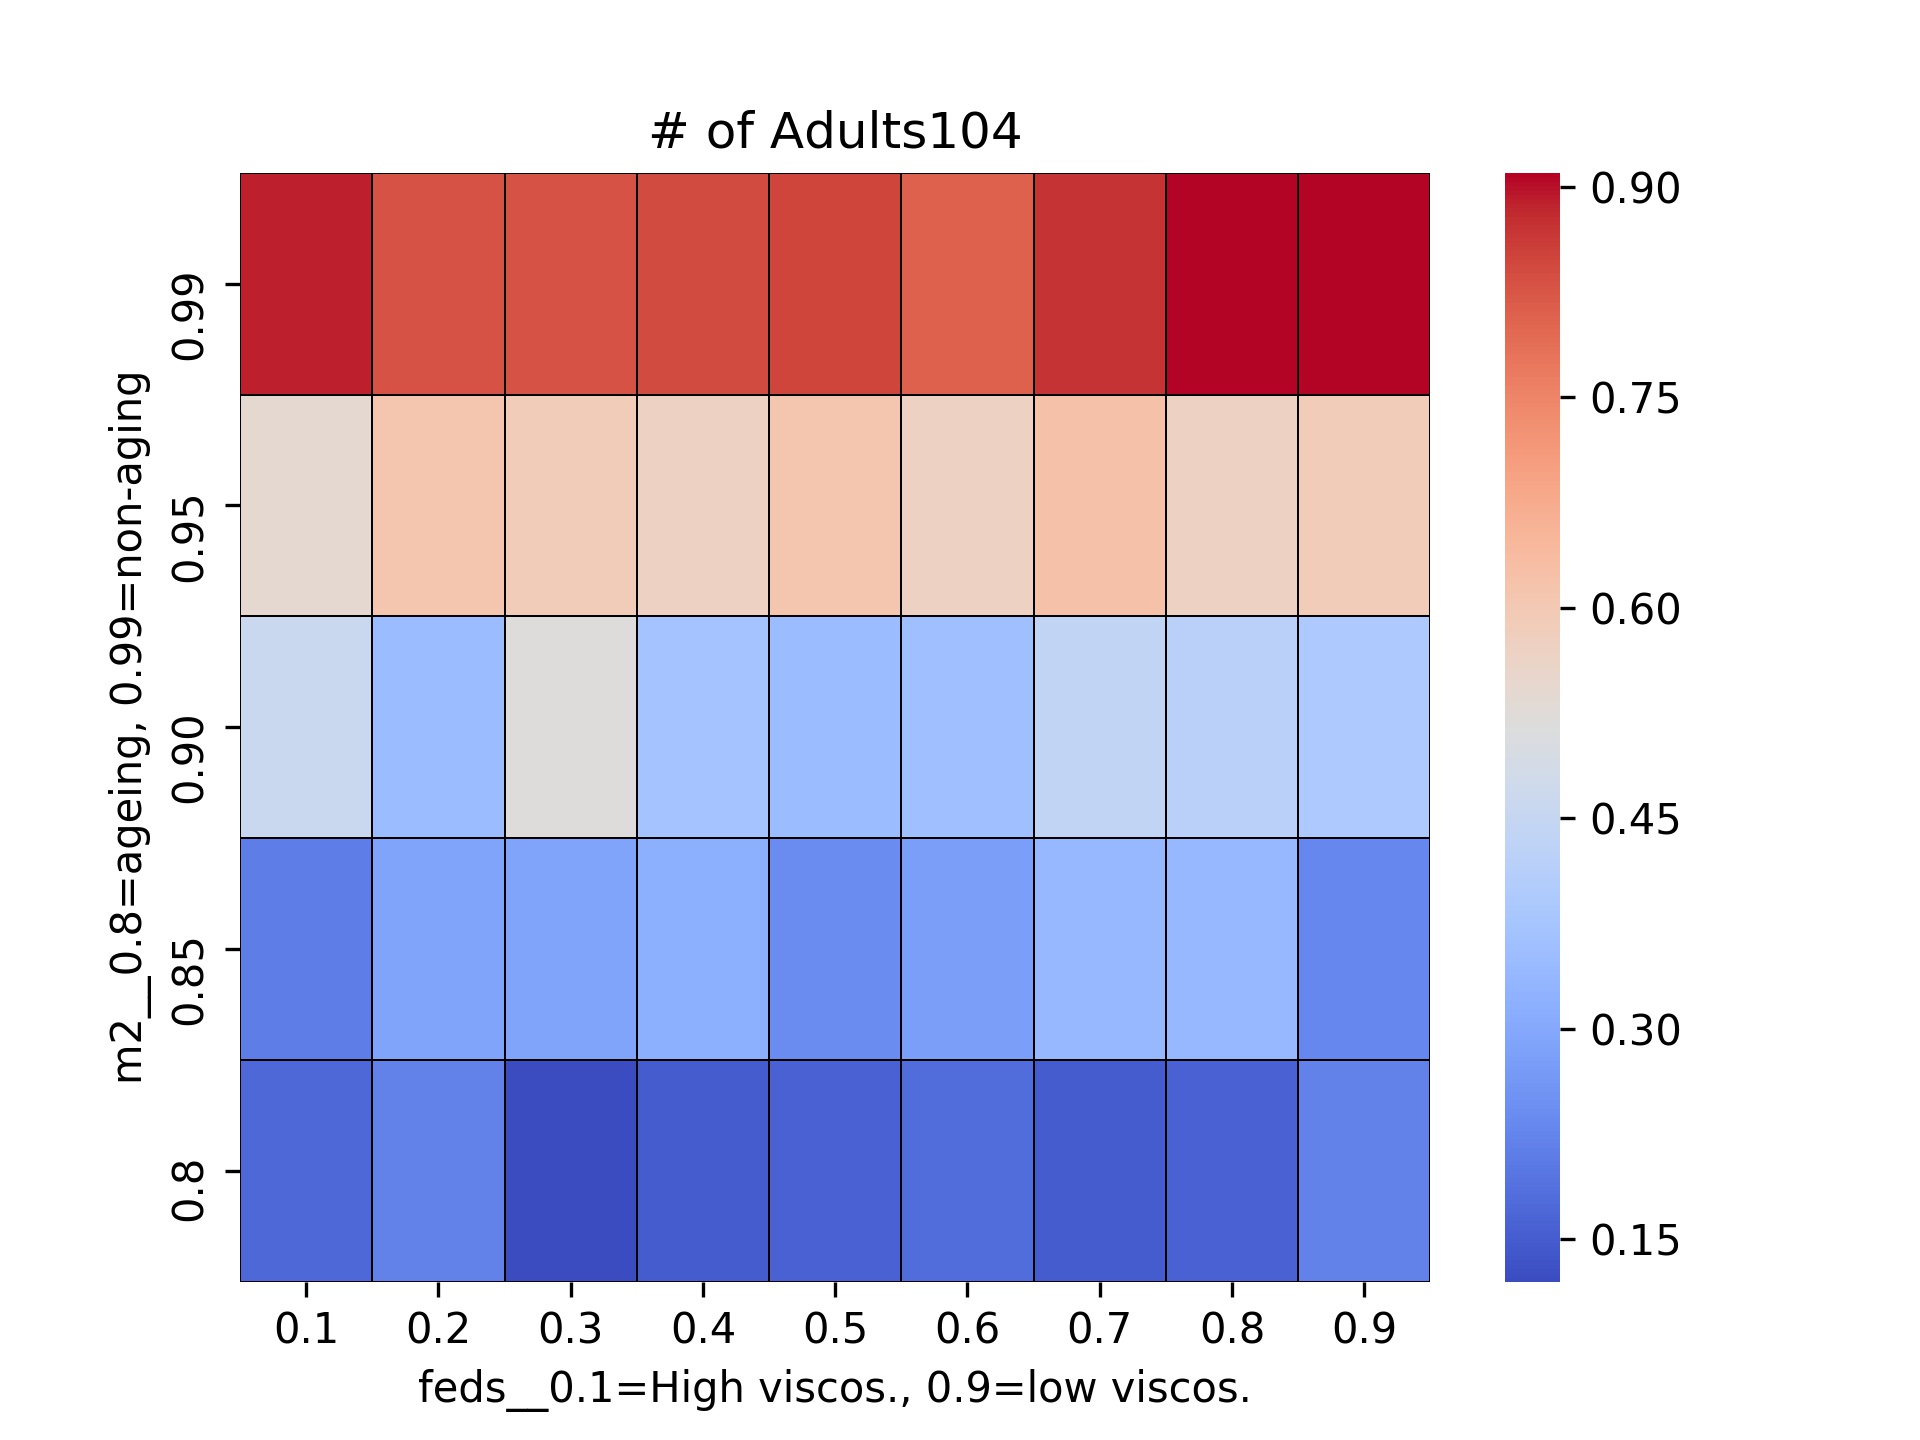 # of Adults104
m2__0.8=ageing, 0.99=non-aging
0.99
0.95
0.90
0.85
0.8
0.1 0.2 0.3 0.4 0.5 0.6 0.7 0.8 0.9
feds__0.1=High viscos., 0.9=low viscos.
0.90
0.75
0.60
0.45
0.30
0.15